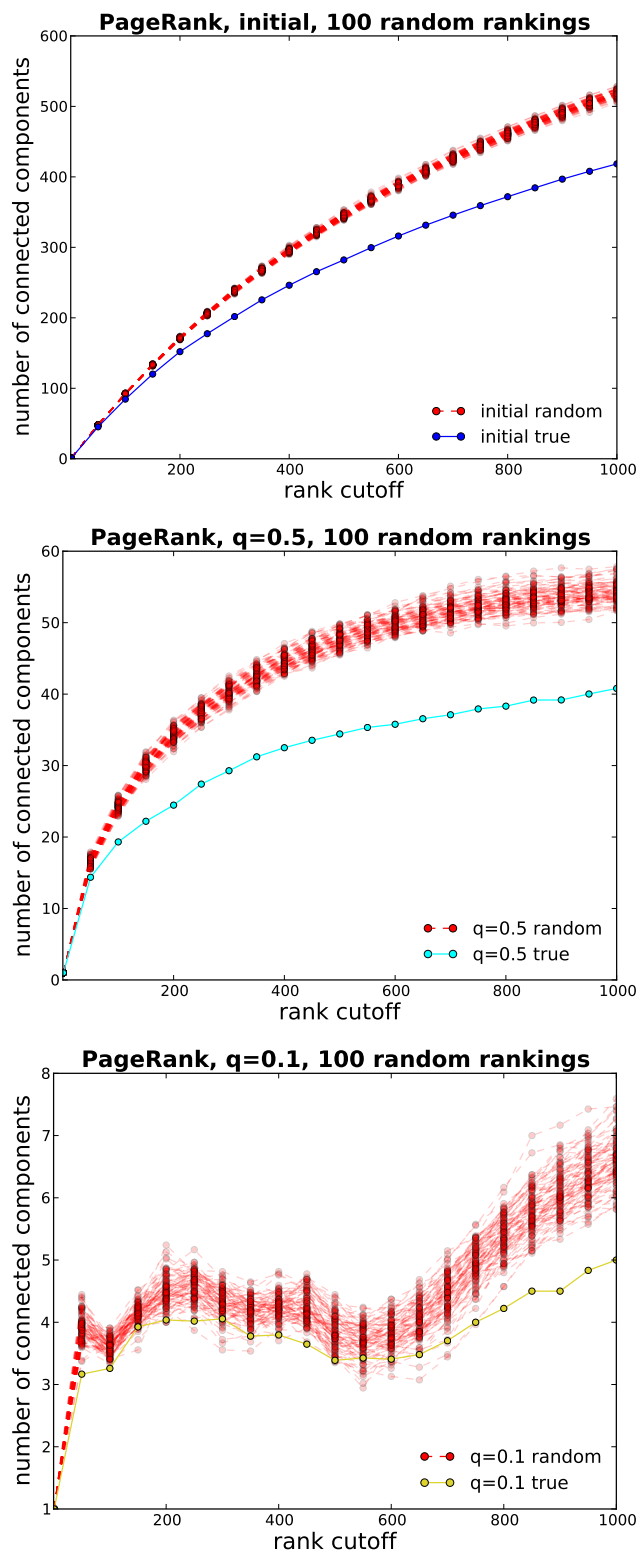 PageRank, initial, 100 random rankings
600
500
400
300
200
100
0
number of connected components
initial random
initial true
200 400 600 800 1000
rank cutoff
PageRank, q=0.5, 100 random rankings
60
50
40
30
20
10
0
number of connected components
q=0.5 random
q=0.5 true
200 400 600 800 1000
rank cutoff
PageRank, q=0.1, 100 random rankings
8
7
6
5
4
3
2
1
number of connected components
q=0.1 random
q=0.1 true
200 400 600 800 1000
rank cutoff